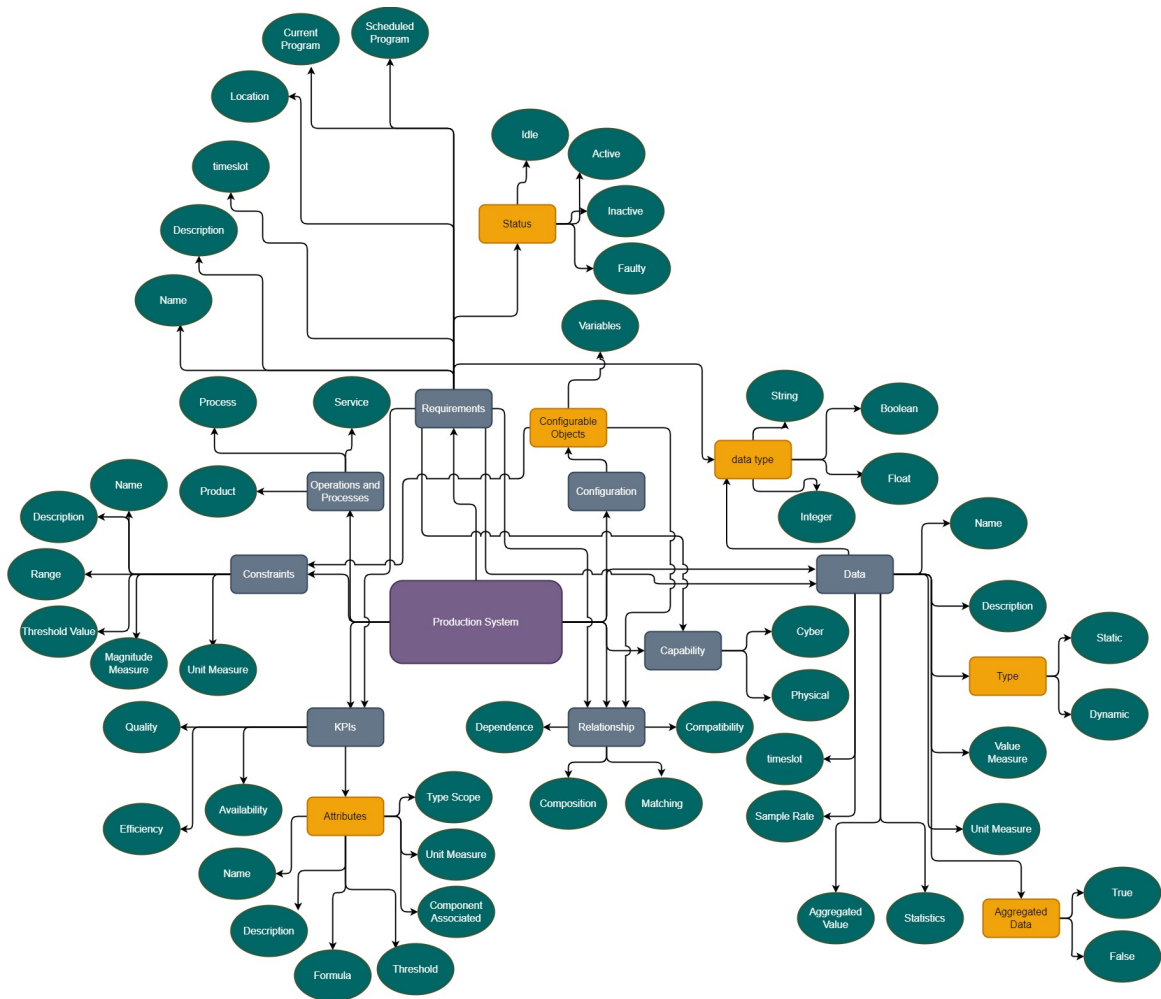 Current
Program
Scheduled
Program
Location
Idle
Active
timeslot
Status
Inactive
Description
Faulty
Name
Variables
Process
Service
Requirements
Configurable
Objects
String
Boolean
data type
Name
Product
Operations and
Processes
Configuration
Float
Description
Integer
Name
Range
Constraints
Data
Description
Threshold Value
Magnitude
Measure
Unit Measure
Production System
Capability
Cyber
Static
Type
Physical
Dynamic
Quality
KPIs
Dependence
Relationship
Compatibility
timeslot
Value
Measure
Efficiency
Availability
Attributes
Type Scope
Composition
Matching
Sample Rate
Unit Measure
Unit Measure
Name
Component
Associated
Description
Aggregated
Value
Statistics
Aggregated
Data
True
Formula
Threshold
False